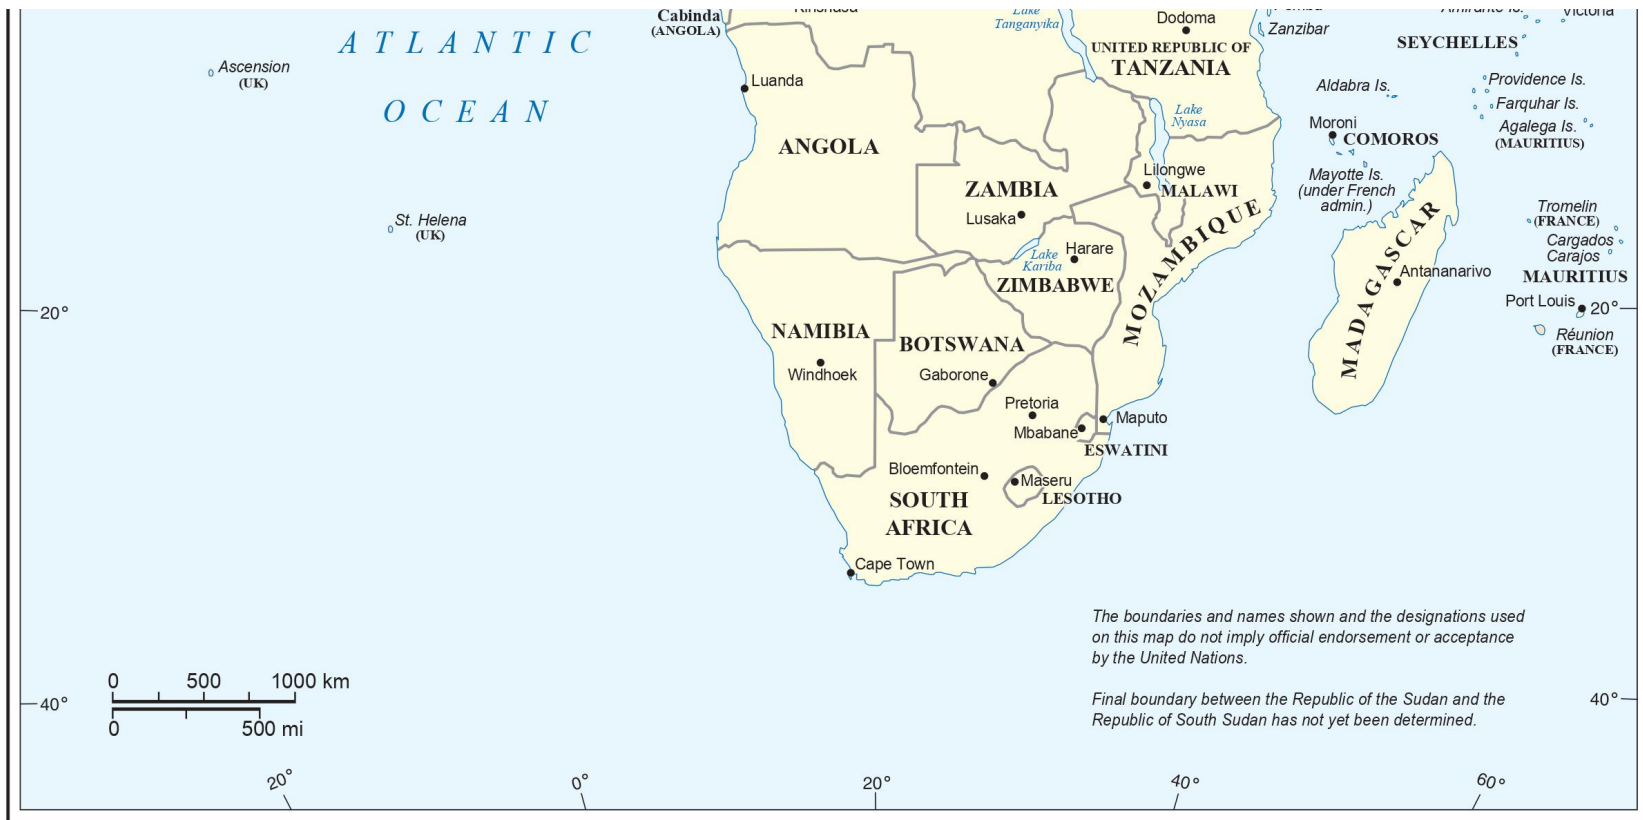 Cabinda
(ANGOLA)
Kinshasa
Lake
Tanganyika
Dodoma
Zanzibar
Amirante Is.
Victoria
ATLANTIC
OCEAN
Ascension
(UK)
Luanda
UNITED REPUBLIC OF
TANZANIA
SEYCHELLES
Aldabra Is.
Providence Is.
Farquhar Is.
Agalega Is.
(MAURITIUS)
Lake
Nyasa
Moroni
COMOROS
ANGOLA
ZAMBIA
Lusaka
Lilongwe
MALAWI
Mayotte Is.
(under French
admin.)
St. Helena
(UK)
Tromelin
(FRANCE)
Cargados
Carajos
MAURITIUS
Port Louis
Harare
Lake
Kariba
ZIMBABWE
MOZAMBIQUE
MADAGASCAR
Antananarivo
20°
20°
Réunion
(FRANCE)
NAMIBIA
Windhoek
BOTSWANA
Gaborone
Pretoria
Mbabane
Maputo
ESWATINI
Bloemfontein
Maseru
LESOTHO
SOUTH
AFRICA
Cape Town
The boundaries and names shown and the designations used
on this map do not imply official endorsement or acceptance
by the United Nations.
Final boundary between the Republic of the Sudan and the
Republic of South Sudan has not yet been determined.
0 500 1000 km
0 500 mi
40°
40°
20° 0° 20° 40° 60°